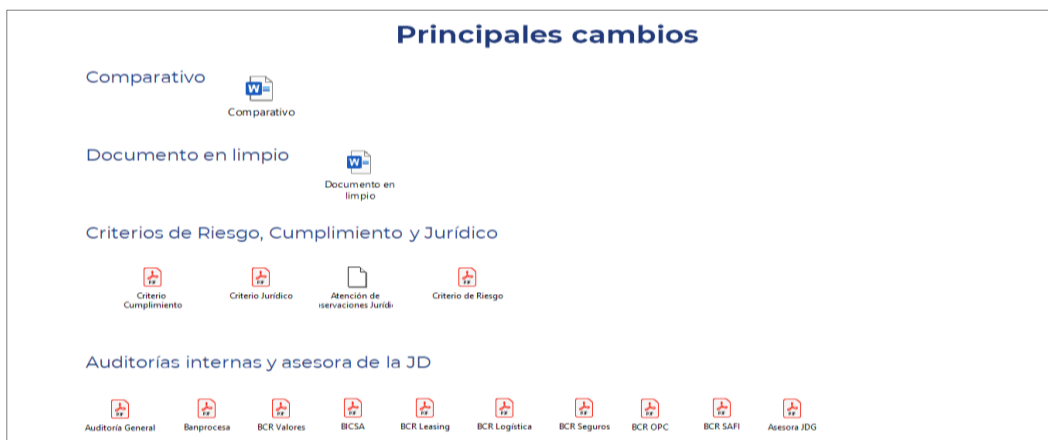 Principales cambios
Comparativo
Comparativo
Documento en limpio
Documento en
limpio
Criterios de Riesgo, Cumplimiento y Jurídico
Criterio
Cumplimiento
Criterio Jurídico
Atención de
Jurídi
Criterio de Riesgo
Auditorías internas y asesora de la JD
Auditoría General
Banprocesa
BCR Valores
BICSA
BCR Leasing
BCR Logística
BCR Seguros
BCR OPC
BCR SAFI
Asesora JDG